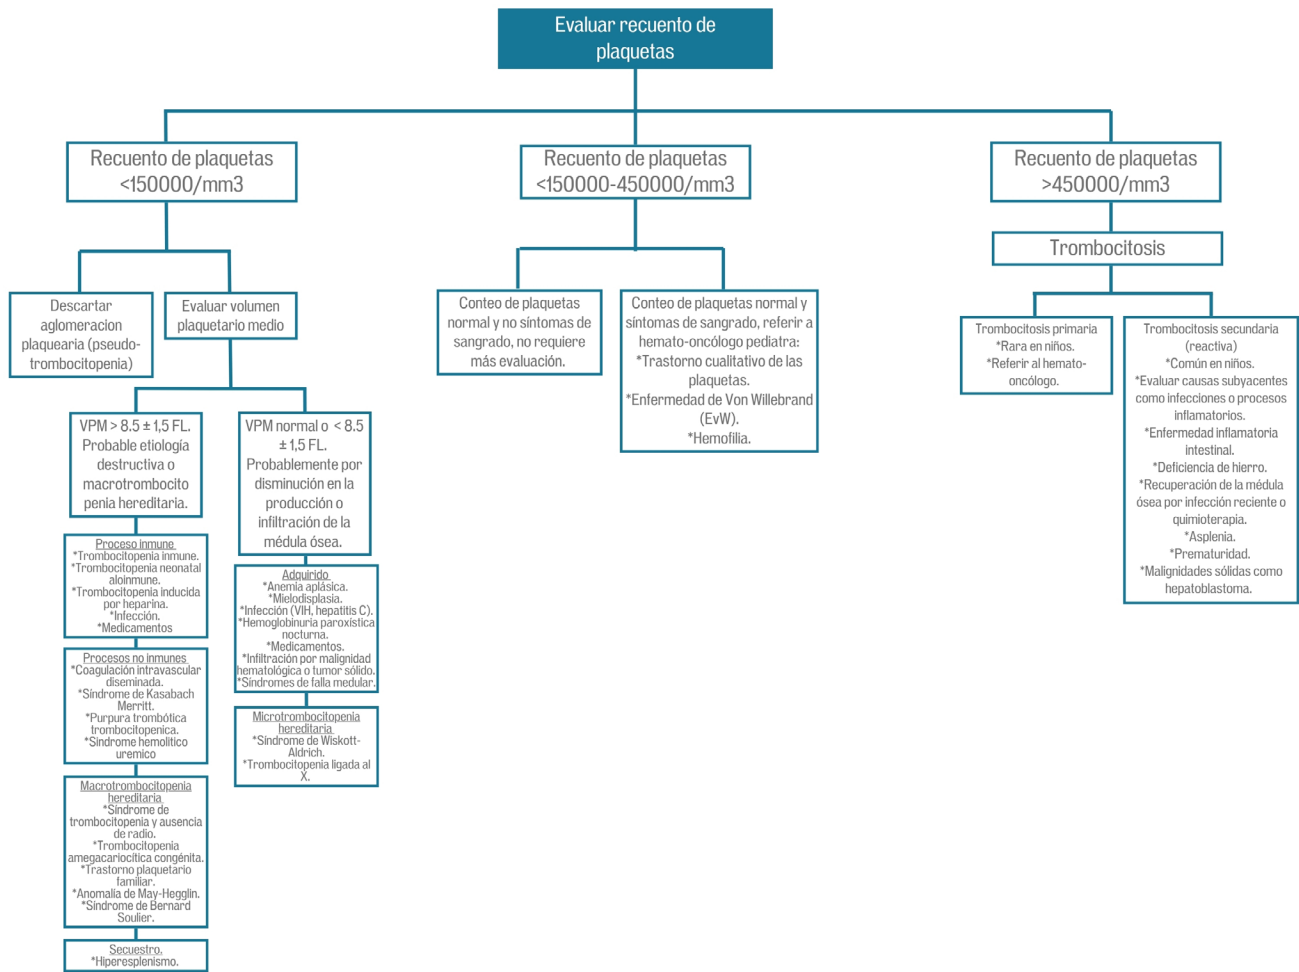 Evaluar recuento de
plaquetas
Recuento de plaquetas
<150000/mm3
Recuento de plaquetas
<150000-450000/mm3
Recuento de plaquetas
>450000/mm3
Trombocitosis
Descartar
aglomeracion
plaquearia (pseudo-
trombocitopenia)
Evaluar volumen
plaquetario medio
Conteo de plaquetas
normal y no síntomas de
sangrado, no requiere
más evaluación.
Conteo de plaquetas normal y
síntomas de sangrado, referir a
hemato-oncólogo pediatra:
*Trastorno cualitativo de las
plaquetas.
*Enfermedad de Von Willebrand
(EvW).
*Hemofilia.
Trombocitosis primaria
*Rara en niños.
*Referir al hemato-
oncólogo.
Trombocitosis secundaria
(reactiva)
*Común en niños.
*Evaluar causas subyacentes
como infecciones o procesos
inflamatorios.
*Enfermedad inflamatoria
intestinal.
*Deficiencia de hierro.
*Recuperación de la médula
ósea por infección reciente o
quimioterapia.
*Asplenia.
*Prematuridad.
*Malignidades sólidas como
hepatoblastoma.
VPM > 8.5 ± 1,5 FL.
Probable etiología
destructiva o
macrotrombocito
penia hereditaria.
VPM normal o < 8.5
± 1,5 FL.
Probablemente por
disminución en la
producción o
infiltración de la
médula ósea.
Proceso inmune
*Trombocitopenia inmune.
*Trombocitopenia neonatal
aloinmune.
*Trombocitopenia inducida
por heparina.
*Infección.
*Medicamentos
Procesos no inmunes
*Coagulación intravascular
diseminada.
*Síndrome de Kasabach
Merritt.
*Purpura trombótica
trombocitopenica.
*Sindrome hemolitico
uremico
Macrotrombocitopenia
hereditaria
*Síndrome de
trombocitopenia y ausencia
de radio.
*Trombocitopenia
amegacariocítica congénita.
*Trastorno plaquetario
familiar.
*Anomalía de May-Hegglin.
*Síndrome de Bernard
Soulier.
Secuestro.
*Hiperesplenismo.
Adquirido
*Anemia aplásica.
*Mielodisplasia.
*Infección (VIH, hepatitis C).
*Hemoglobinuria paroxística
nocturna.
*Medicamentos.
*Infiltración por malignidad
hematológica o tumor sólido.
*Síndromes de falla medular.
Microtrombocitopenia
hereditaria
*Síndrome de Wiskott-
Aldrich.
*Trombocitopenia ligada al
X.